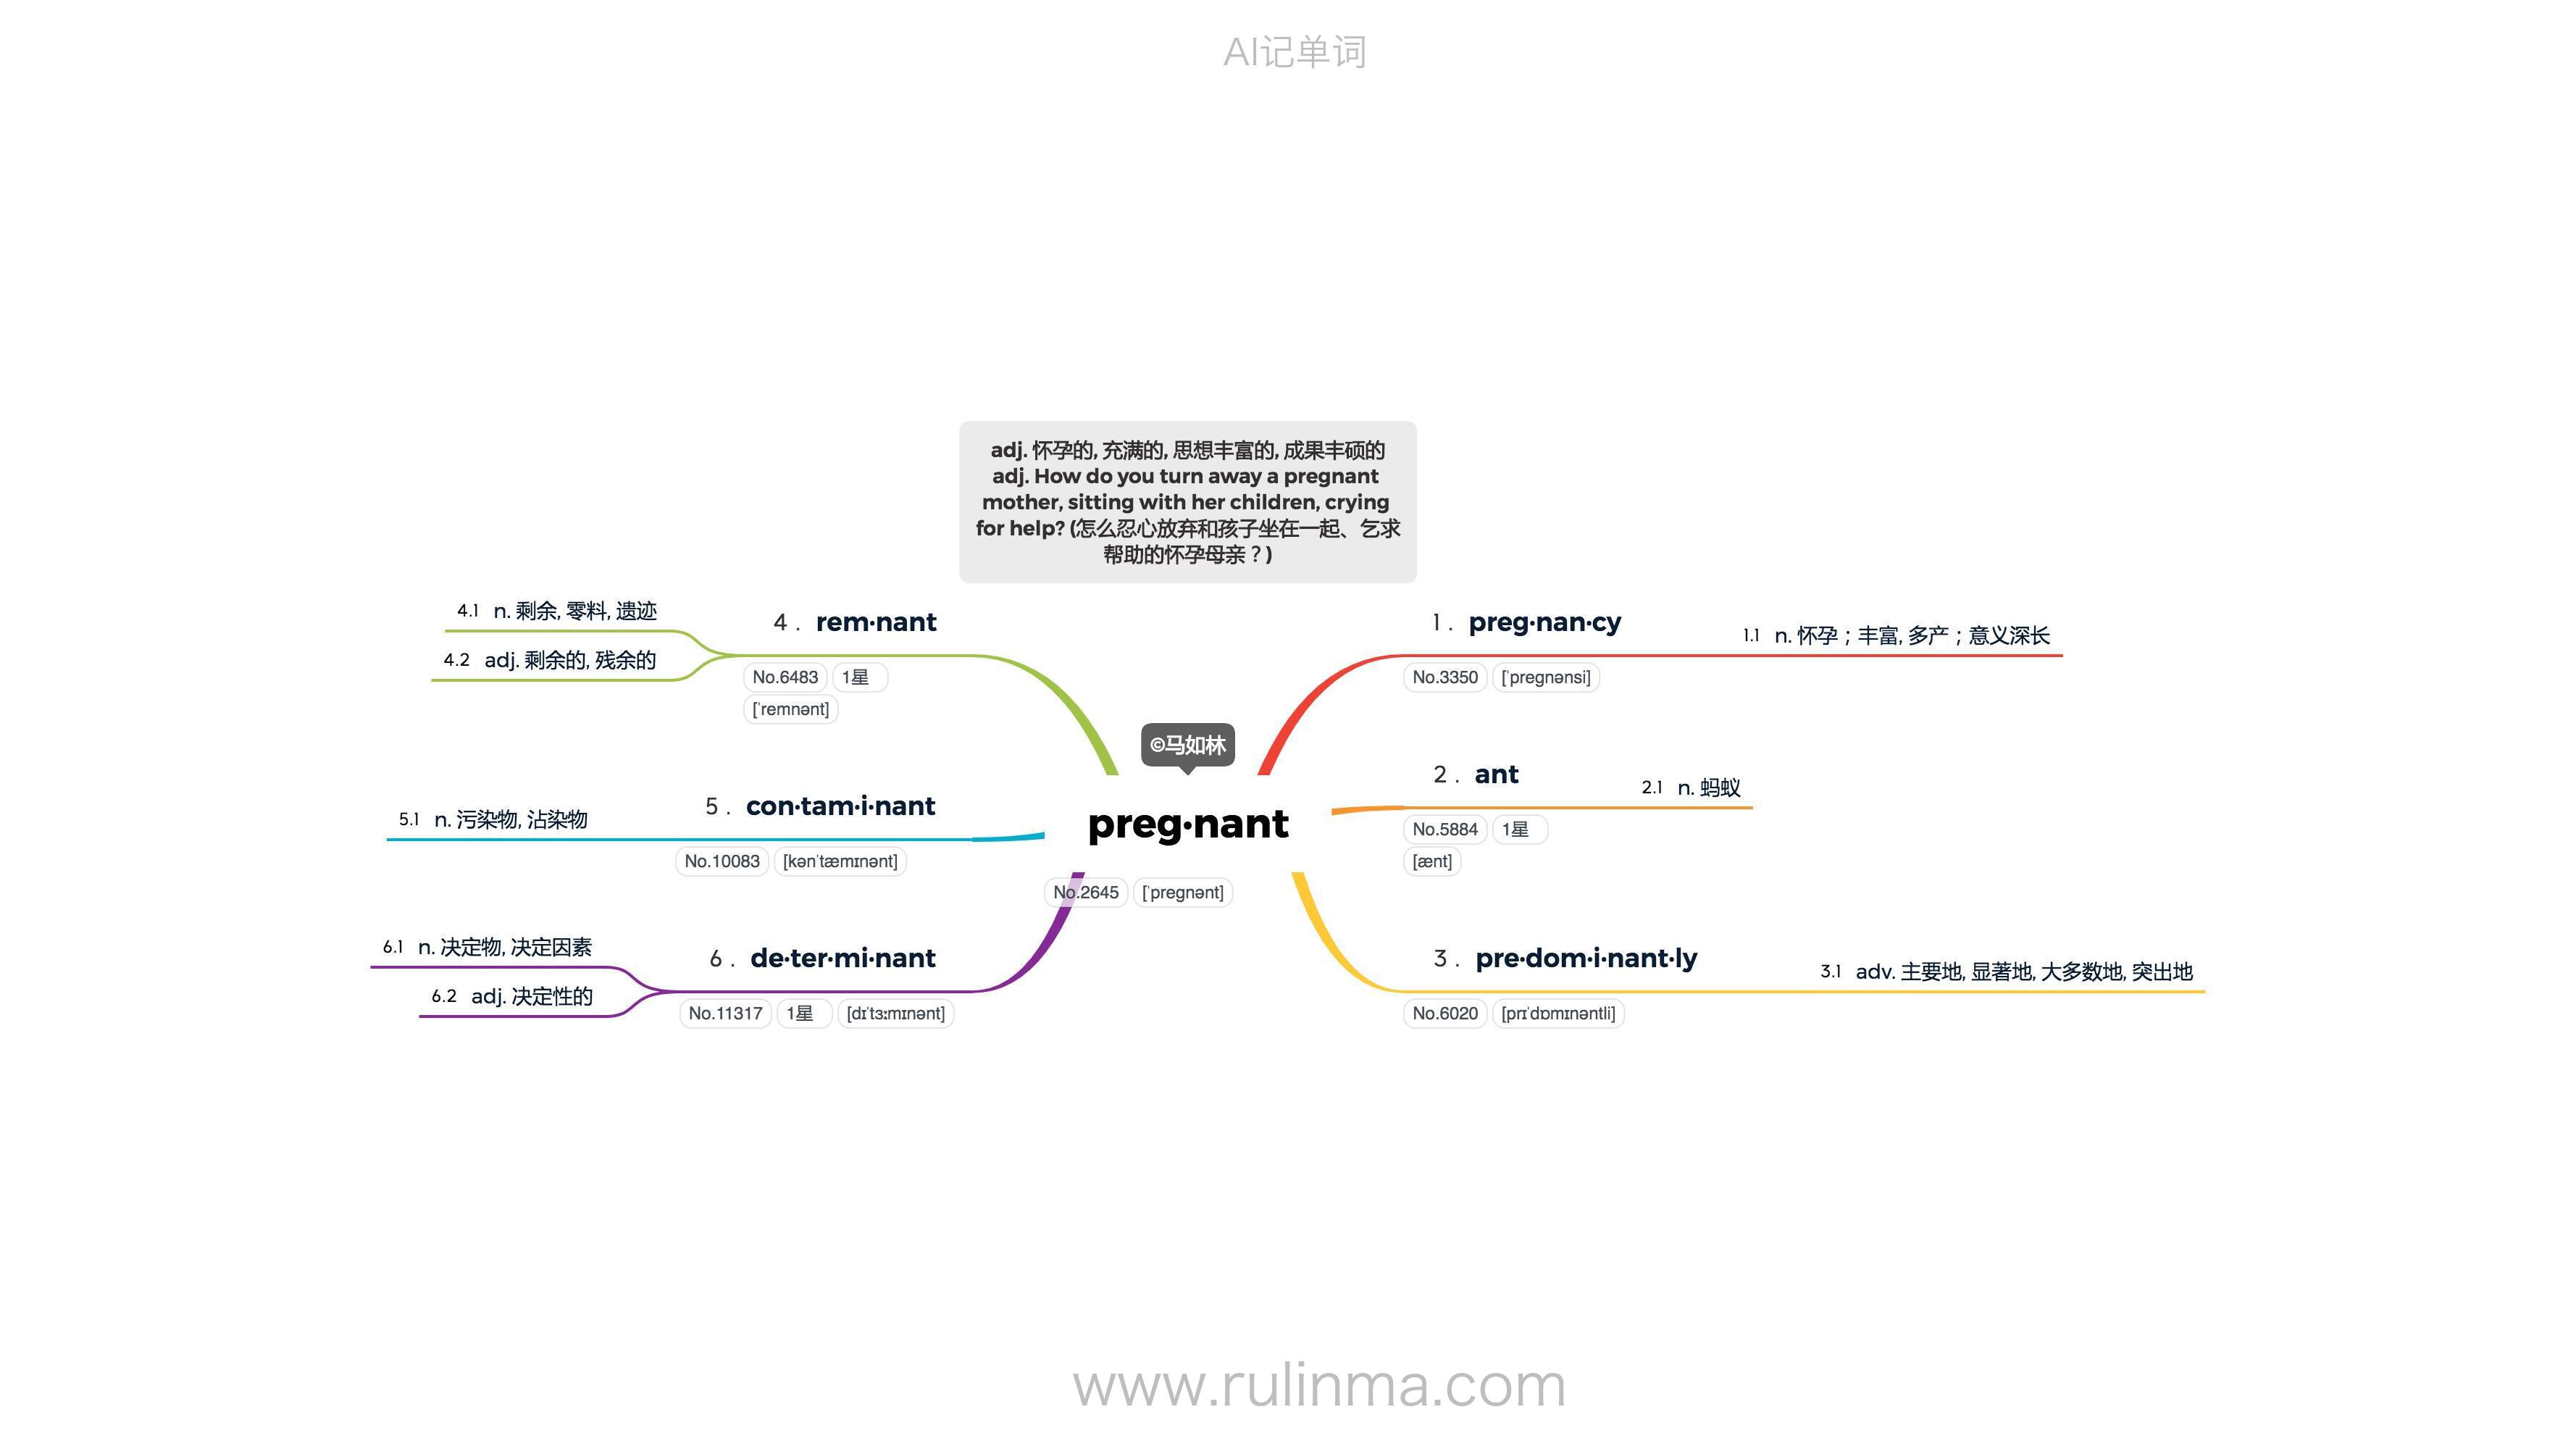 AI记单词
adj. 怀孕的, 充满的, 思想丰富的, 成果丰硕的
adj. How do you turn away a pregnant
mother, sitting with her children, crying
for help? (怎么忍心放弃和孩子坐在一起、乞求
帮助的怀孕母亲？)
©马如林
preg·nant
No.2645 ['pregnənt]
1. preg·nan·cy
No.3350 ['pregnənsi]
1.1 n. 怀孕；丰富, 多产；意义深长
2. ant
No.5884 1星
[ænt]
2.1 n. 蚂蚁
3. pre·dom·i·nant·ly
No.6020 [prɪ'dɒmɪnəntli]
3.1 adv. 主要地, 显著地, 大多数地, 突出地
4. rem·nant
No.6483 1星
['remnənt]
4.1 n. 剩余, 零料, 遗迹
4.2 adj. 剩余的, 残余的
5. con·tam·i·nant
No.10083 [kən'tæmɪnənt]
5.1 n. 污染物, 沾染物
6. de·ter·mi·nant
No.11317 1星 [dɪ'tɜːmɪnənt]
6.1 n. 决定物, 决定因素
6.2 adj. 决定性的
www.rulinma.com